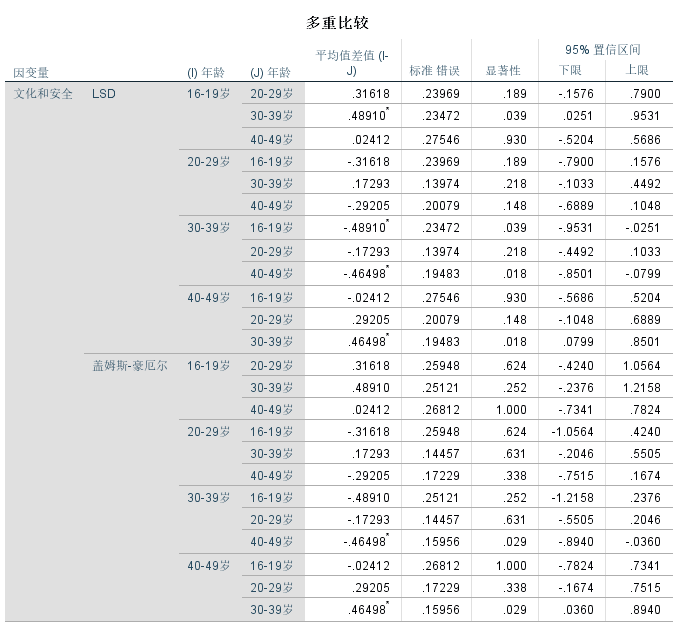 多重比较
因变量 (I) 年龄 (J) 年龄 平均值差值 (I-J) 标准 错误 显著性 95% 置信区间
下限 上限
文化和安全 LSD 16-19岁 20-29岁 .31618 .23969 .189 -.1576 .7900
30-39岁 .48910* .23472 .039 .0251 .9531
40-49岁 .02412 .27546 .930 -.5204 .5686
20-29岁 16-19岁 -.31618 .23969 .189 -.7900 .1576
30-39岁 .17293 .13974 .218 -.1033 .4492
40-49岁 -.29205 .20079 .148 -.6889 .1048
30-39岁 16-19岁 -.48910* .23472 .039 -.9531 -.0251
20-29岁 -.17293 .13974 .218 -.4492 .1033
40-49岁 -.46498* .19483 .018 -.8501 -.0799
40-49岁 16-19岁 -.02412 .27546 .930 -.5686 .5204
20-29岁 .29205 .20079 .148 -.1048 .6889
30-39岁 .46498* .19483 .018 .0799 .8501
盖姆斯-豪厄尔 16-19岁 20-29岁 .31618 .25948 .624 -.4240 1.0564
30-39岁 .48910 .25121 .252 -.2376 1.2158
40-49岁 .02412 .26812 1.000 -.7341 .7824
20-29岁 16-19岁 -.31618 .25948 .624 -1.0564 .4240
30-39岁 .17293 .14457 .631 -.2046 .5505
40-49岁 -.29205 .17229 .338 -.7515 .1674
30-39岁 16-19岁 -.48910 .25121 .252 -1.2158 .2376
20-29岁 -.17293 .14457 .631 -.5505 .2046
40-49岁 -.46498* .15956 .029 -.8940 -.0360
40-49岁 16-19岁 -.02412 .26812 1.000 -.7824 .7341
20-29岁 .29205 .17229 .338 -.1674 .7515
30-39岁 .46498* .15956 .029 .0360 .8940